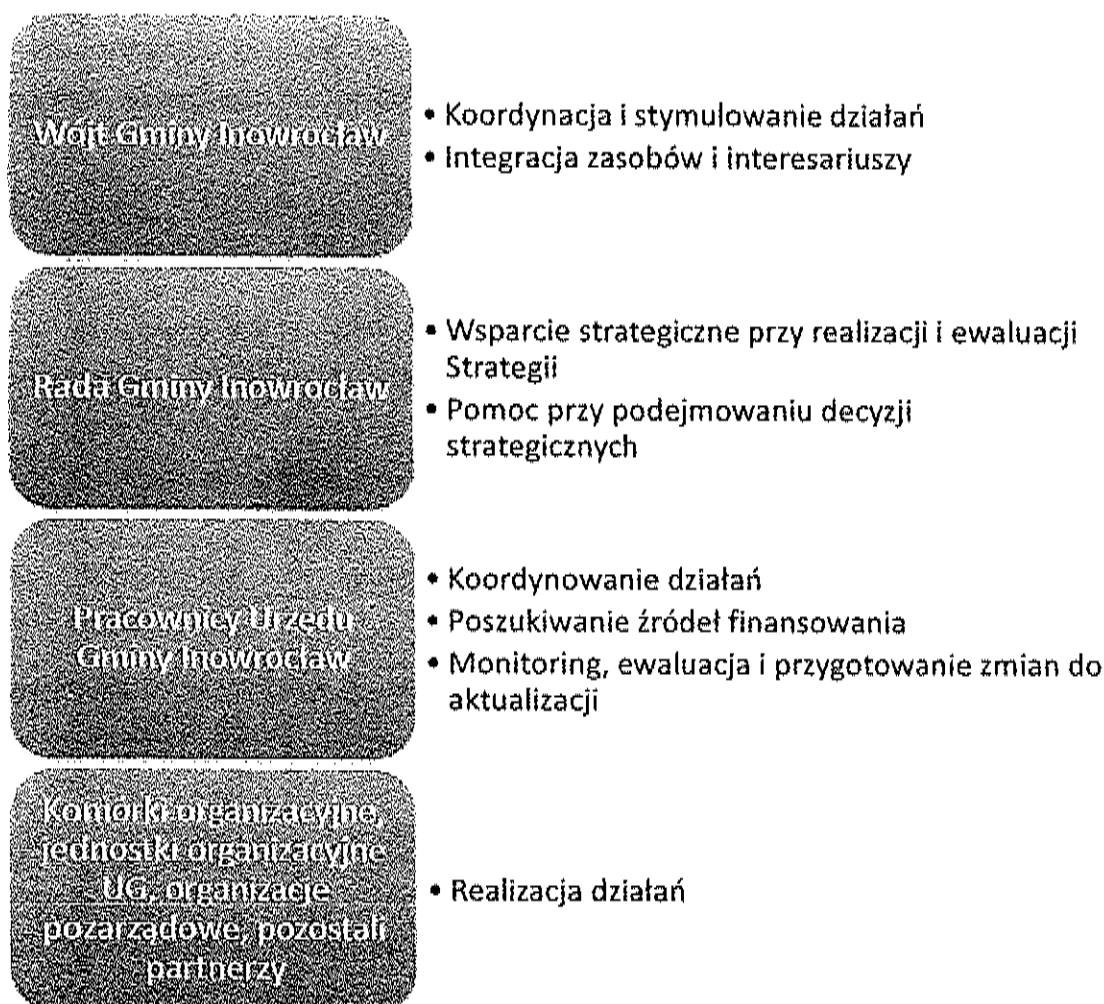 Wójt Gminy Inowrocław
• Koordynacja i stymulowanie działań
• Integracja zasobów i interesariuszy
Rada Gminy Inowrocław
• Wsparcie strategiczne przy realizacji i ewaluacji
Strategii
• Pomoc przy podejmowaniu decyzji
strategicznych
Pracownicy Urzędu
Gminy Inowrocław
• Koordynowanie działań
• Poszukiwanie źródeł finansowania
• Monitoring, ewaluacja i przygotowanie zmian do
aktualizacji
Komórki organizacyjne,
jednostki organizacyjne
UG, organizacje
pozarządowe, pozostali
partnerzy
• Realizacja działań